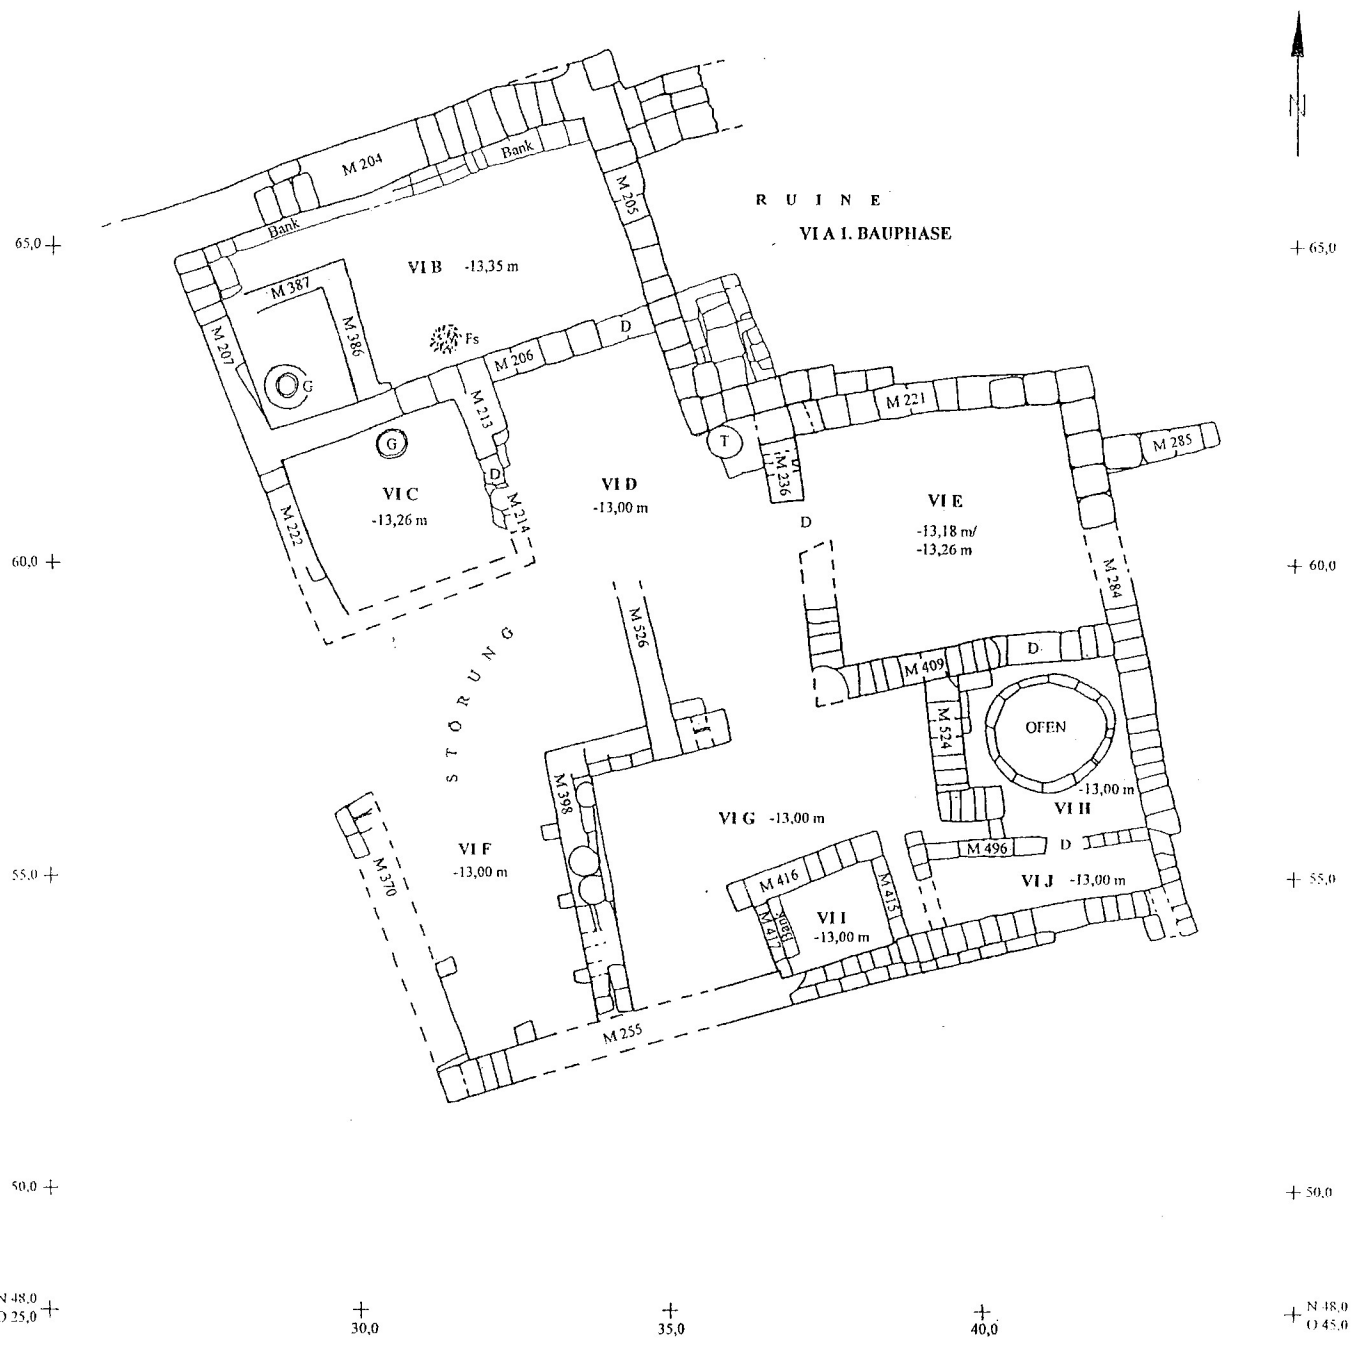 N
M 204
Bank
M 205
R U I N E
VI A 1. BAUPHASE
Bank
65,0
65,0
VI B -13,35 m
M 387
M 207
M 386
Fs
D
M 206
G
M 213
M 221
G
T
M 285
D
M 236
VI C
-13,26 m
VI D
-13,00 m
VI E
-13,18 m/
-13,26 m
M 222
M 214
D
60,0
60,0
M 284
M 526
STÖRUNG
M 409
D
M 524
OFEN
-13,00 m
VI H
M 398
VI G -13,00 m
VI F
-13,00 m
M 370
M 496
D
55,0
55,0
M 416
M 415
VI J -13,00 m
M 417
Bank
VI I
-13,00 m
M 255
50,0
50,0
N 48,0
O 25,0
30,0
35,0
40,0
N 48,0
O 45,0